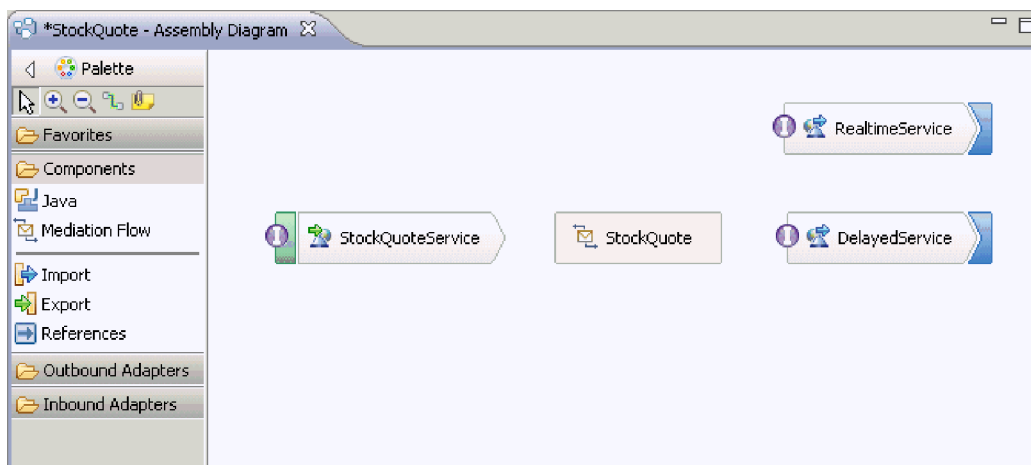 *StockQuote - Assembly Diagram
Palette
Favorites
Components
Java
Mediation Flow
Import
Export
References
Outbound Adapters
Inbound Adapters
RealtimeService
StockQuoteService
StockQuote
DelayedService